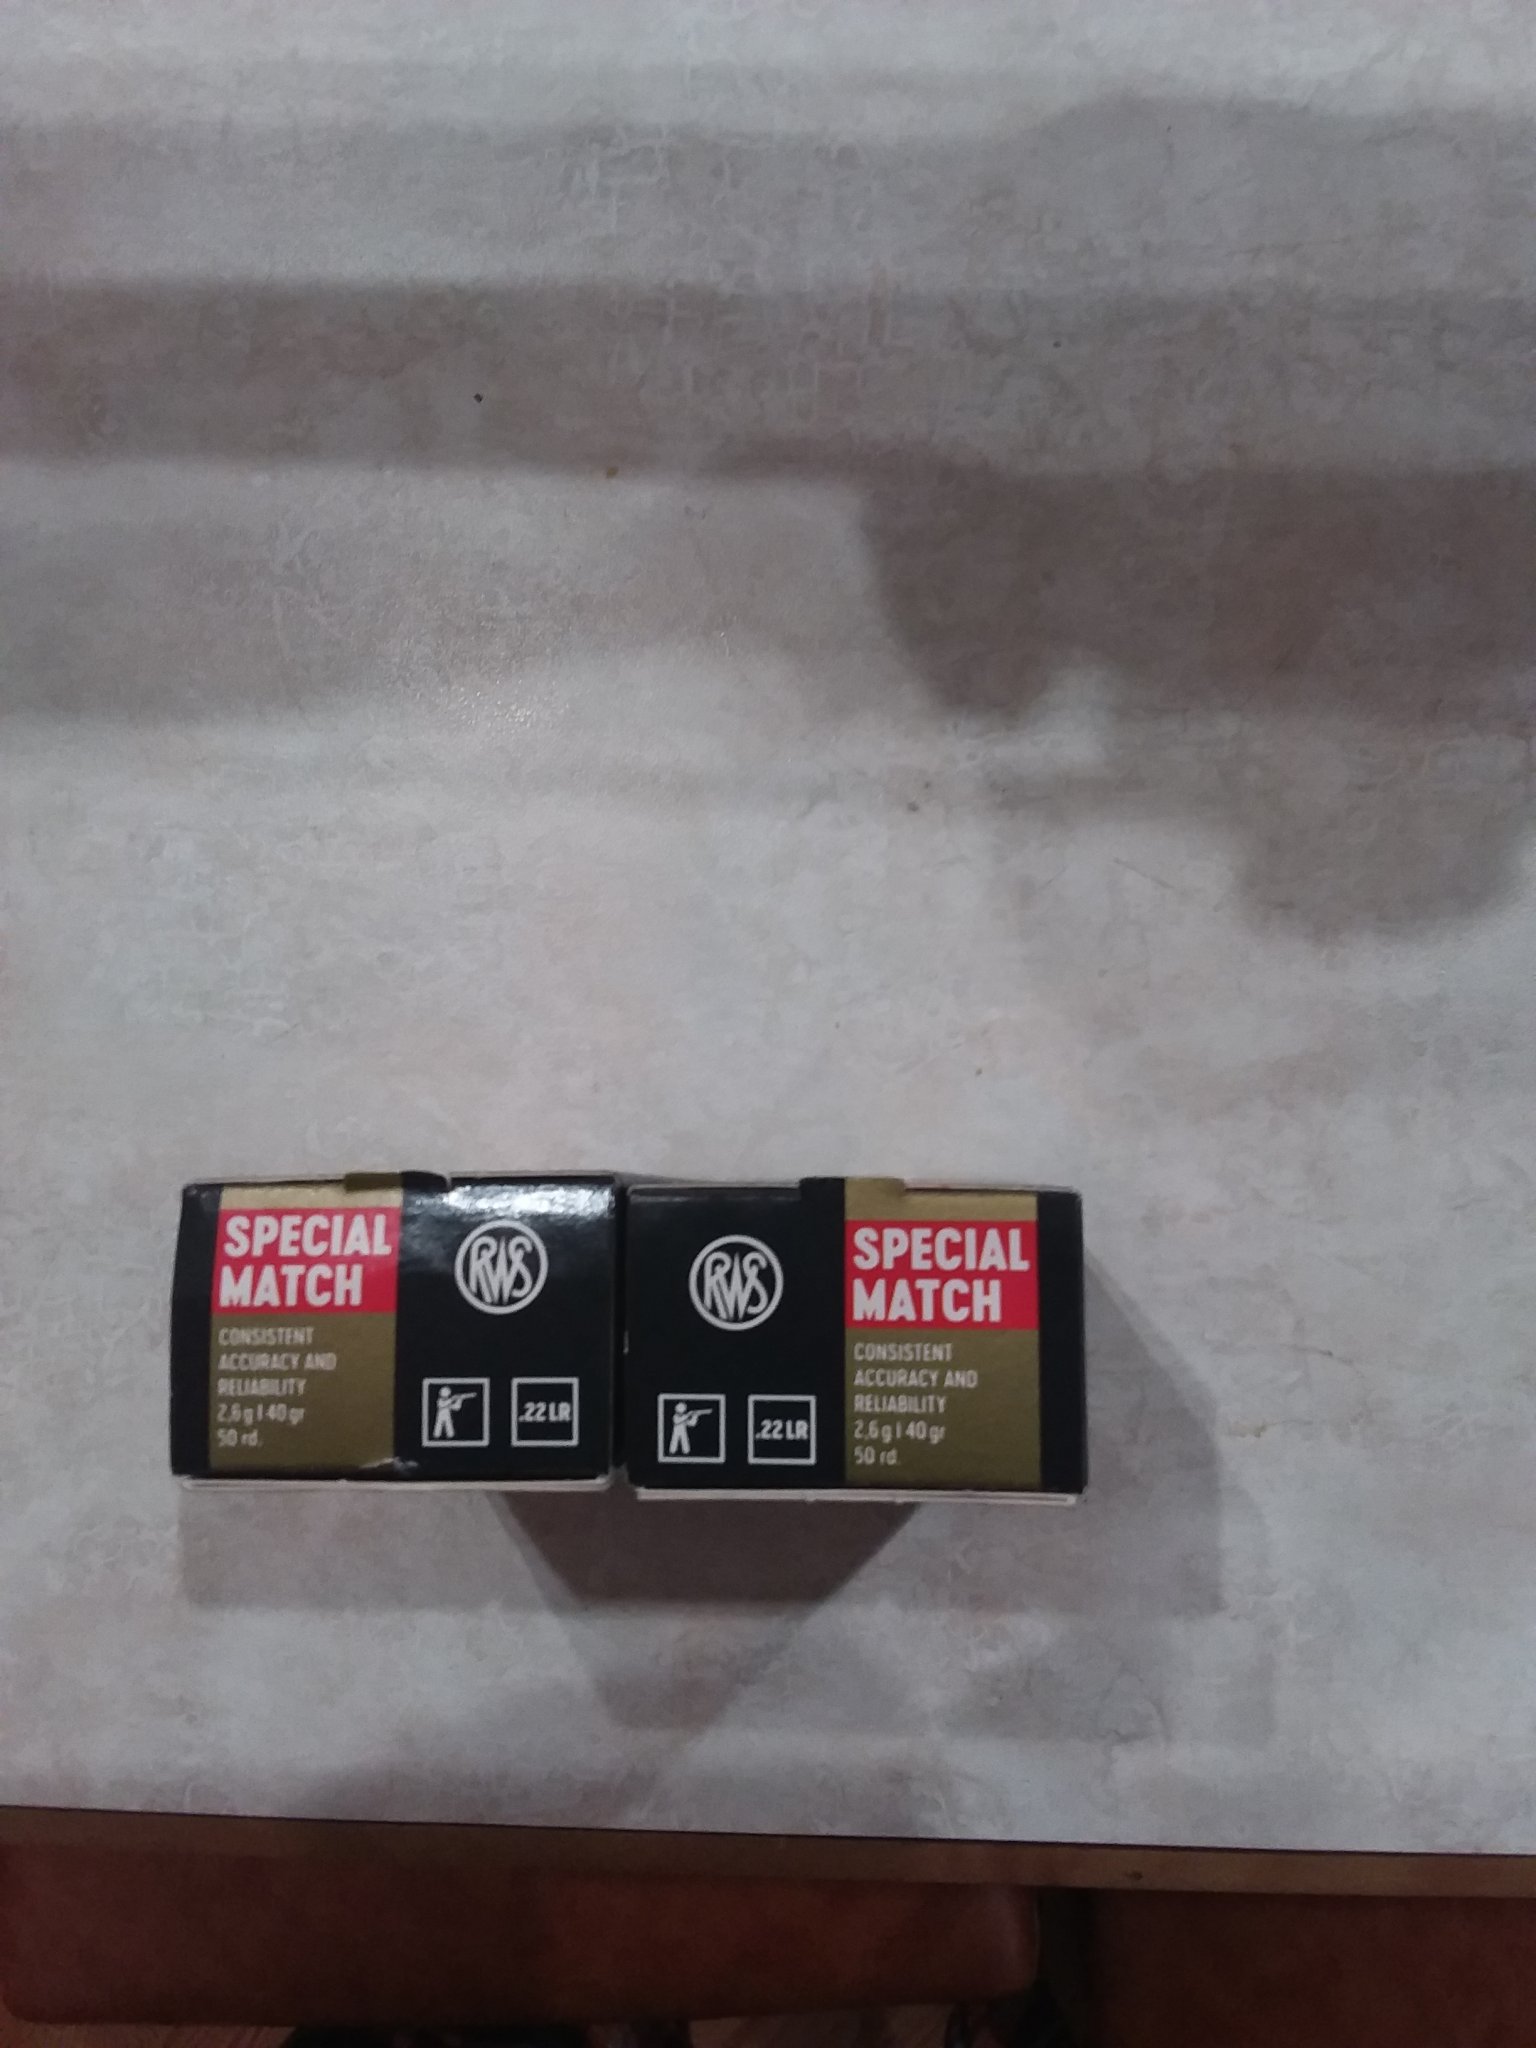 SPECIAL
MATCH
CONSISTENT
ACCURACY AND
RELIABILITY
2,6 g | 40 gr
50 rd.
RWS
.22 LR
RWS
.22 LR
SPECIAL
MATCH
CONSISTENT
ACCURACY AND
RELIABILITY
2,6 g | 40 gr
50 rd.